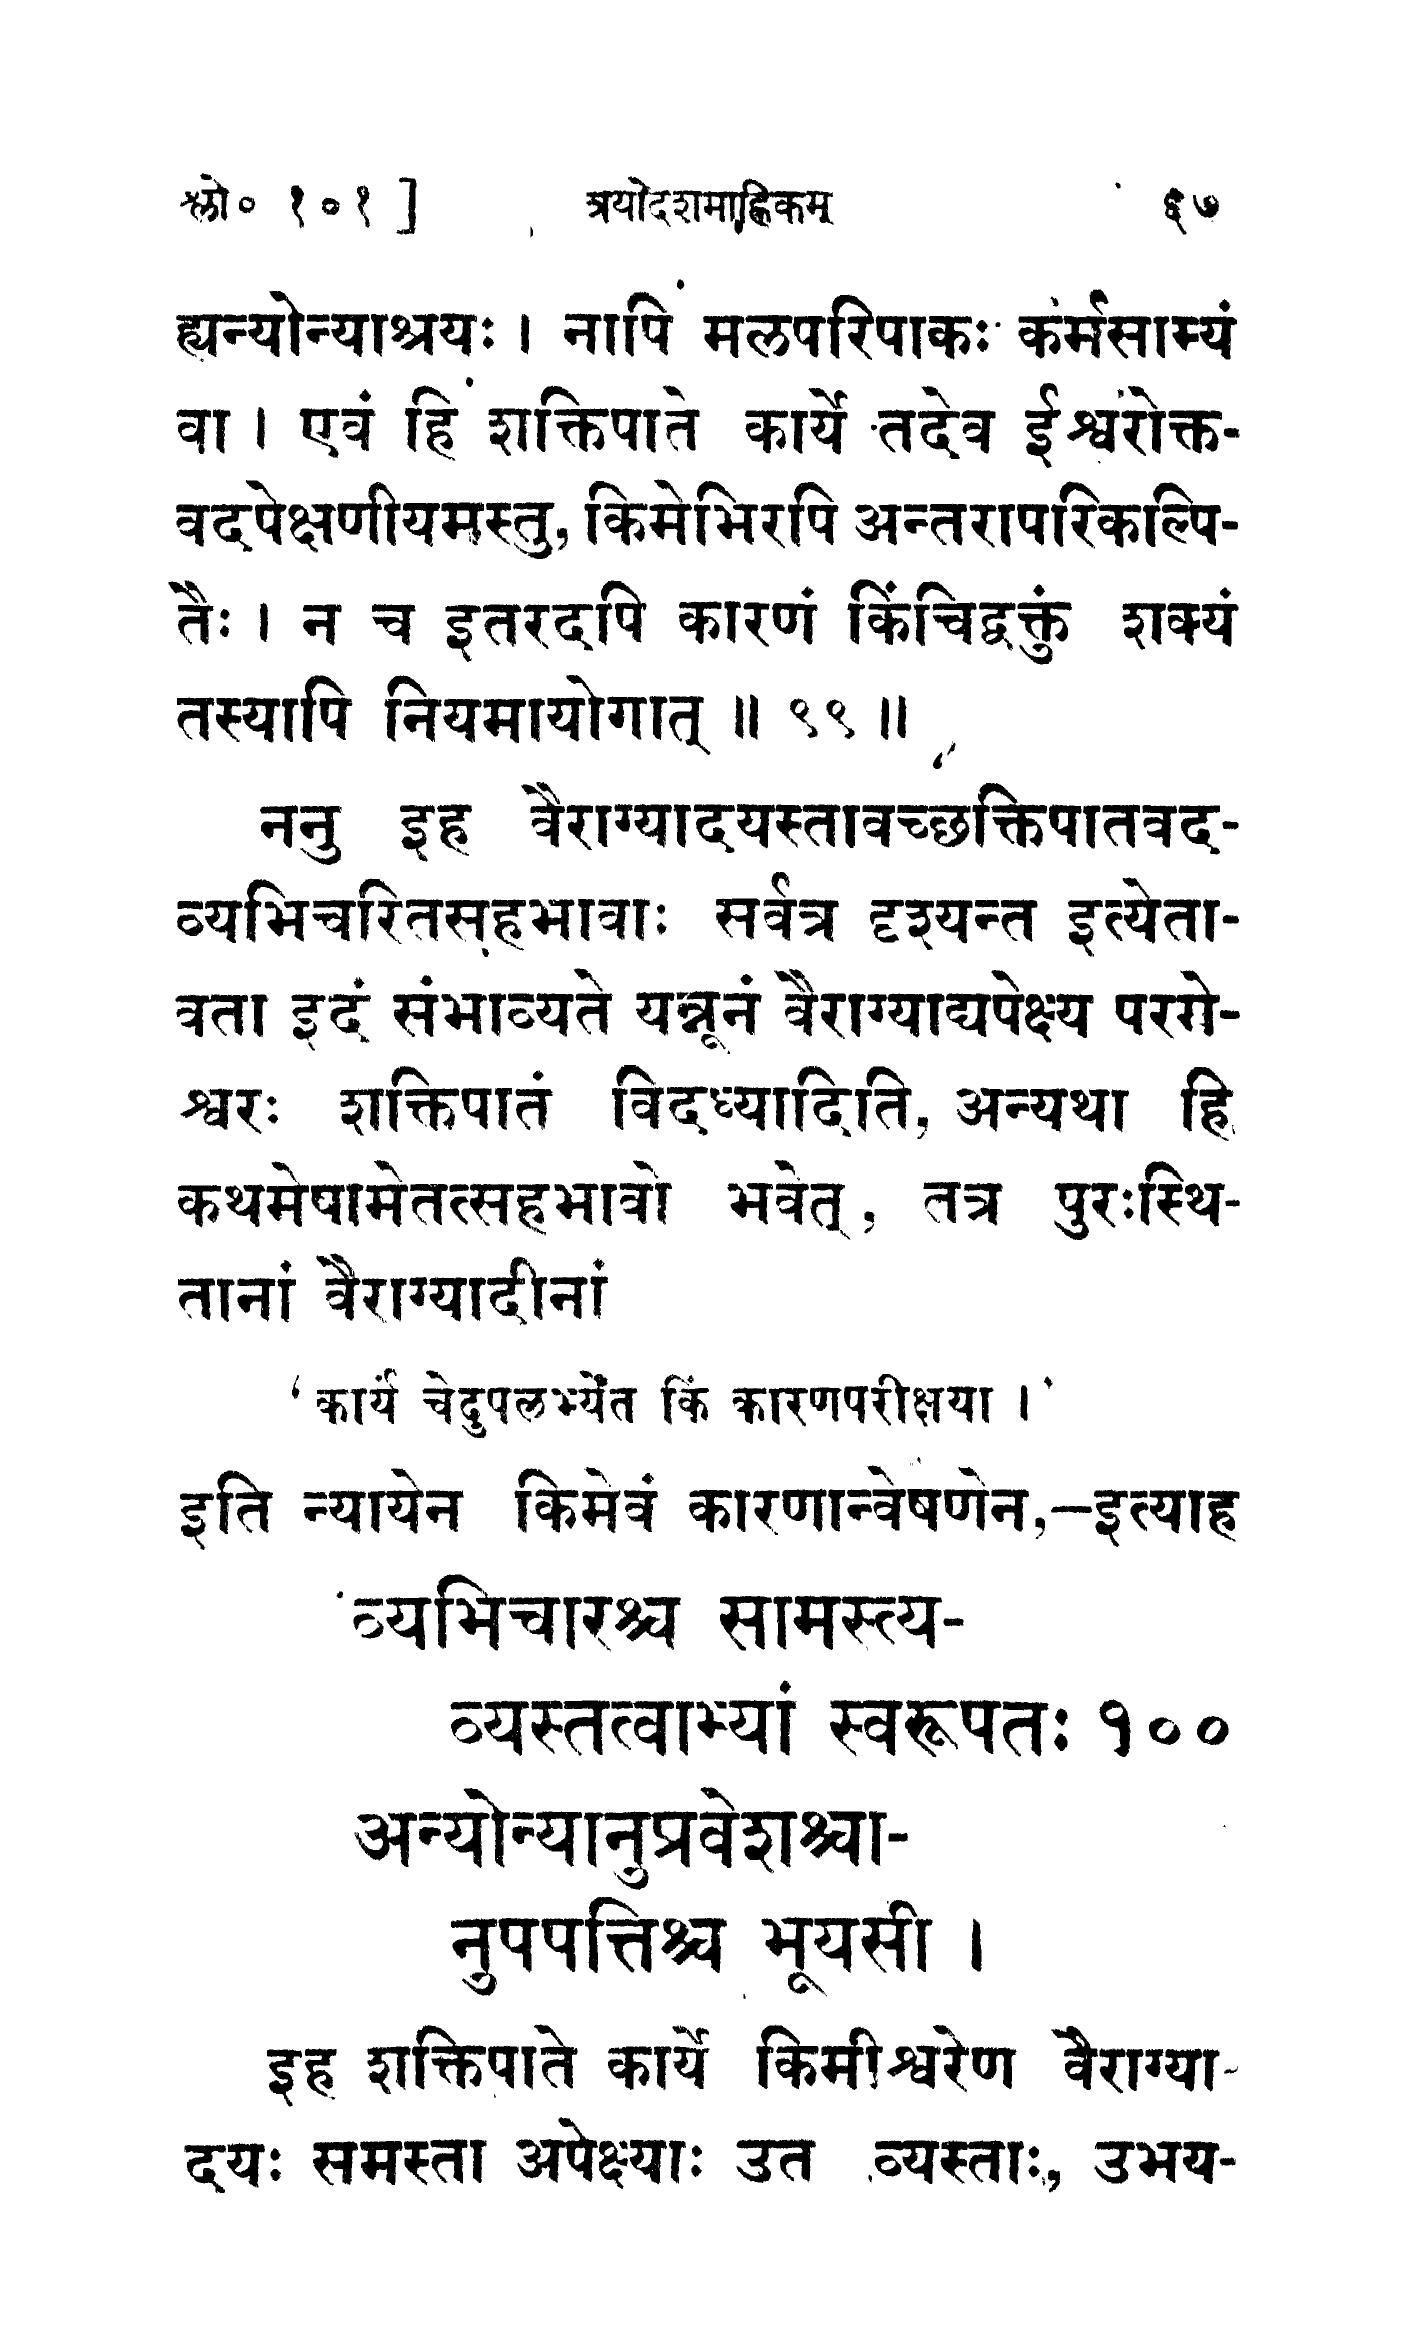 श्लो० १०१ ] त्रयोदशमाह्निकम् ६७
ह्यन्योन्याश्रयः । नापि मलपरिपाकः कर्मसाम्यं
वा । एवं हि शक्तिपाते कार्ये तदेव ईश्वरोक्त-
वदपेक्षणीयमस्तु, किमेभिरपि अन्तरापरिकल्पि-
तैः । न च इतरदपि कारणं किंचिद्वक्तुं शक्यं
तस्यापि नियमायोगात् ॥ ९९ ॥
ननु इह वैराग्यादयस्तावच्छक्तिपातवद-
व्यभिचरितसहभावाः सर्वत्र दृश्यन्त इत्येता-
वता इदं संभाव्यते यन्नूनं वैराग्याद्यपेक्ष्य परगे-
श्वरः शक्तिपातं विदध्यादिति, अन्यथा हि
कथमेषामेतत्सहभावो भवेत्, तत्र पुरःस्थि-
तानां वैराग्यादीनां
‘ कार्यं चेदुपलभ्येत किं कारणपरीक्षया ।’
इति न्यायेन किमेवं कारणान्वेषणेन,—इत्याह
व्यभिचारश्च सामस्त्य-
व्यस्तत्वाभ्यां स्वरूपतः १००
अन्योन्यानुप्रवेशश्चा-
नुपपत्तिश्च भूयसी ।
इह शक्तिपाते कार्ये किमीश्वरेण वैराग्या-
दयः समस्ता अपेक्ष्याः उत व्यस्ताः, उभय-